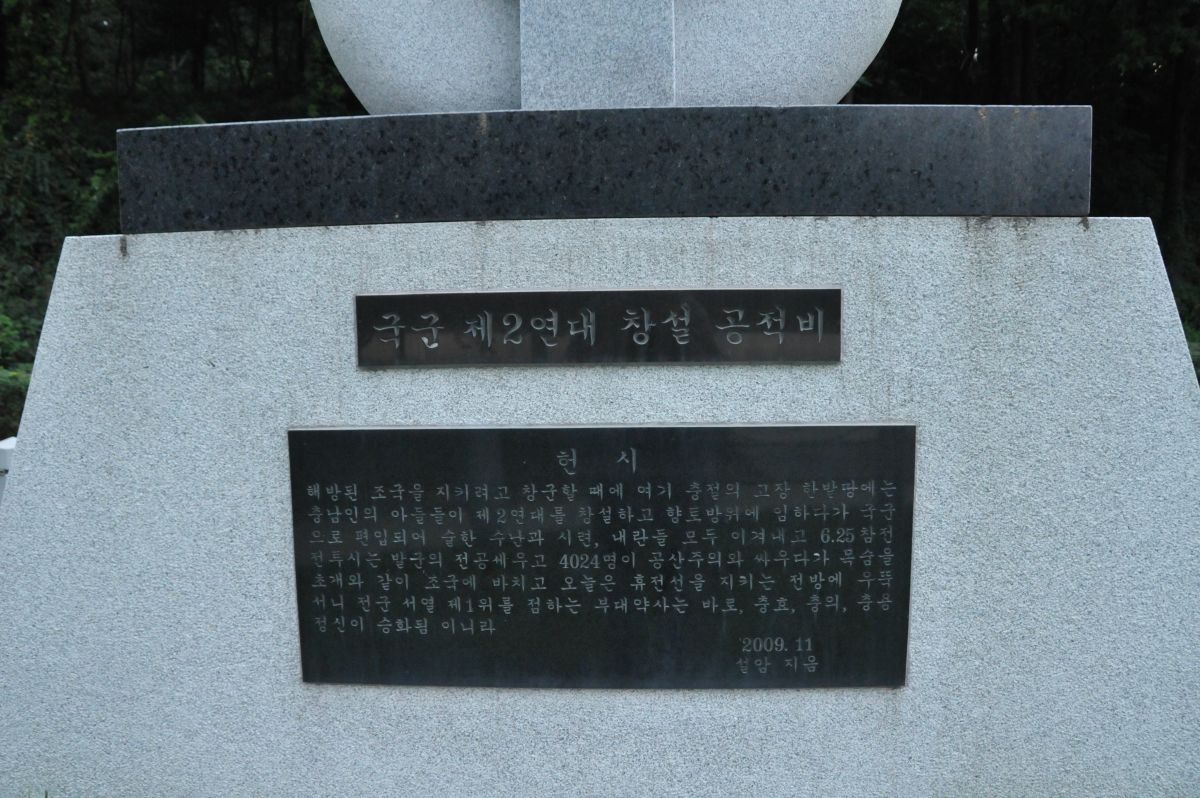 국군 제2연대 창설 공적비
헌 시
해방된 조국을 지키려고 창군할 때에 여기 충절의 고장 한밭땅에는
충남인의 아들들이 제2연대를 창설하고 향토방위에 임하다가 국군
으로 편입되어 숱한 수난과 시련, 내란들 모두 이겨내고 6.25참전
전투시는 발군의 전공세우고 4024명이 공산주의와 싸우다가 목숨을
초개와 같이 조국에 바치고 오늘은 휴전선을 지키는 전방에 우뚝
서니 전군 서열 제1위를 점하는 부대약사는 바로, 충효, 충의, 충용
정신이 승화됨 이니라
2009. 11
설암 지음